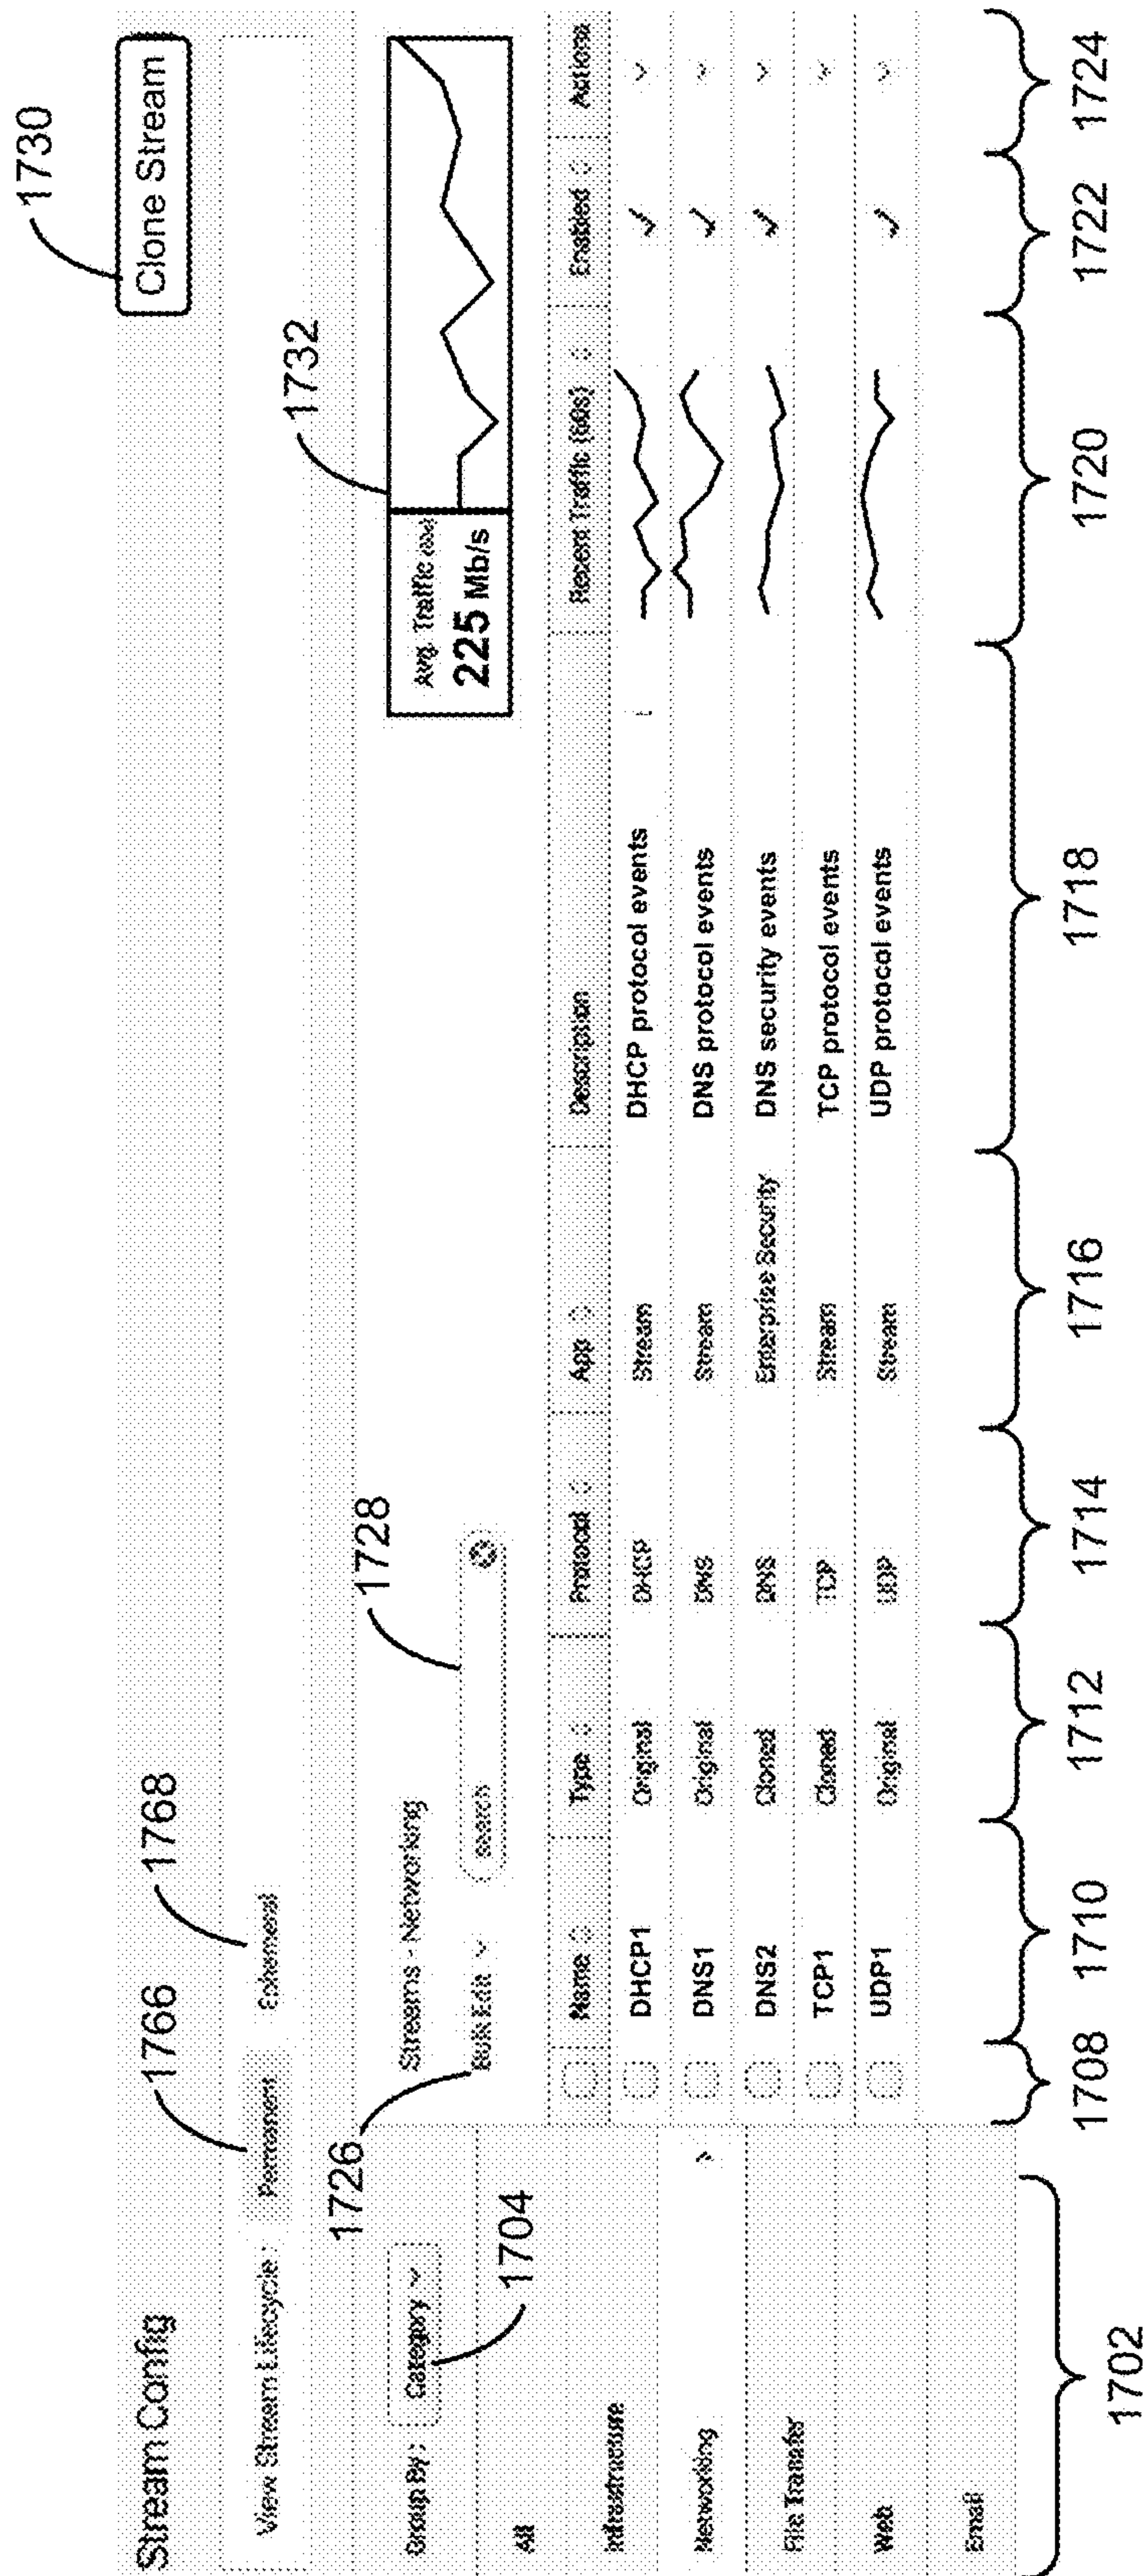 1730
Stream Config
Clone Stream
1766
1768
View Stream Lifecycle :
Permanent
Ephemeral
1732
1726
1728
Group By :
Category
1704
Streams - Networking
Bulk Edit
search
Avg. Traffic
225 Mb/s
All
Infrastructure
Networking
File Transfer
Web
Email
Name Type Protocol App Description Recent Traffic (60s) Enabled Actions
DHCP1 Original DHCP Stream DHCP protocol events
DNS1 Original DNS Stream DNS protocol events
DNS2 Cloned DNS Enterprise Security DNS security events
TCP1 Cloned TCP Stream TCP protocol events
UDP1 Original UDP Stream UDP protocol events
1702
1708
1710
1712
1714
1716
1718
1720
1722
1724